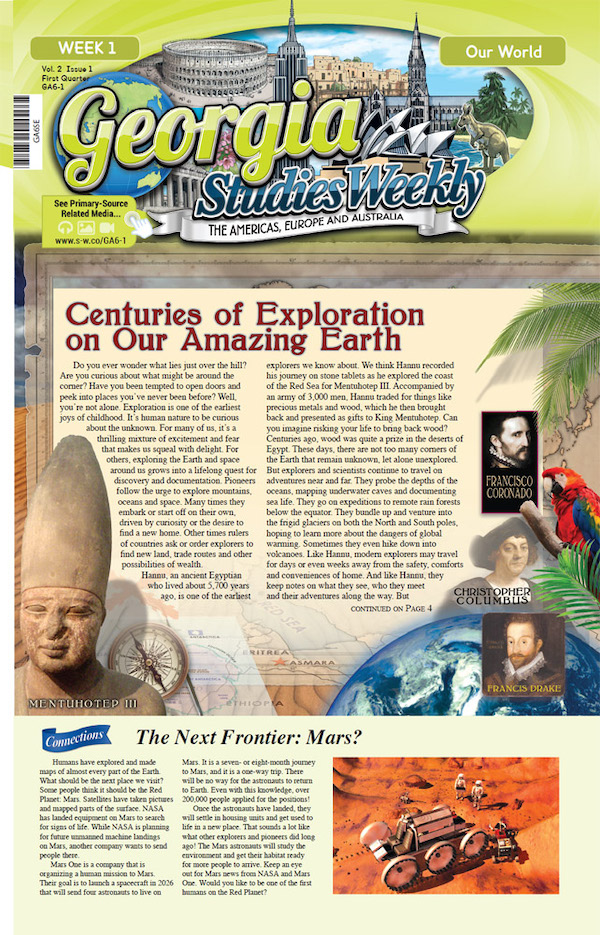 WEEK 1
Our World
Vol. 2 Issue 1
First Quarter
GA6-1
GA6SE
Georgia
Studies Weekly
THE AMERICAS, EUROPE AND AUSTRALIA
See Primary-Source
Related Media...
www.s-w.co/GA6-1
Centuries of Exploration
on Our Amazing Earth
Do you ever wonder what lies just over the hill?
Are you curious about what might be around the
corner? Have you been tempted to open doors and
peek into places you've never been before? Well,
you're not alone. Exploration is one of the earliest
joys of childhood. It's human nature to be curious
about the unknown. For many of us, it's a
thrilling mixture of excitement and fear
that makes us squeal with delight. For
others, exploring the Earth and space
around us grows into a lifelong quest for
discovery and documentation. Pioneers
follow the urge to explore mountains,
oceans and space. Many times they
embark or start off on their own,
driven by curiosity or the desire to
find a new home. Other times rulers
of countries ask or order explorers to
find new land, trade routes and other
possibilities of wealth.
Hannu, an ancient Egyptian
who lived about 5,700 years
ago, is one of the earliest
explorers we know about. We think Hannu recorded
his journey on stone tablets as he explored the coast
of the Red Sea for Mentuhotep III. Accompanied by
an army of 3,000 men, Hannu traded for things like
precious metals and wood, which he then brought
back and presented as gifts to King Mentuhotep. Can
you imagine risking your life to bring back wood?
Centuries ago, wood was quite a prize in the deserts of
Egypt. These days, there are not too many corners of
the Earth that remain unknown, let alone unexplored.
But explorers and scientists continue to travel on
adventures near and far. They probe the depths of the
oceans, mapping underwater caves and documenting
sea life. They go on expeditions to remote rain forests
below the equator. They bundle up and venture into
the frigid glaciers on both the North and South poles,
hoping to learn more about the dangers of global
warming. Sometimes they even hike down into
volcanoes. Like Hannu, modern explorers may travel
for days or even weeks away from the safety, comforts
and conveniences of home. And like Hannu, they
keep notes on what they see, who they meet
and their adventures along the way. But
CONTINUED ON PAGE 4
FRANCISCO
CORONADO
CHRISTOPHER
COLUMBUS
FRANCIS DRAKE
MENTUHOTEP III
ERITREA
ASMARA
ETHIOPIA
Connections
The Next Frontier: Mars?
Humans have explored and made
maps of almost every part of the Earth.
What should be the next place we visit?
Some people think it should be the Red
Planet: Mars. Satellites have taken pictures
and mapped parts of the surface. NASA
has landed equipment on Mars to search
for signs of life. While NASA is planning
for future unmanned machine landings
on Mars, another company wants to send
people there.
Mars One is a company that is
organizing a human mission to Mars.
Their goal is to launch a spacecraft in 2026
that will send four astronauts to live on
Mars. It is a seven- or eight-month journey
to Mars, and it is a one-way trip. There
will be no way for the astronauts to return
to Earth. Even with this knowledge, over
200,000 people applied for the positions!
Once the astronauts have landed, they
will settle in housing units and get used to
life in a new place. That sounds a lot like
what other explorers and pioneers did long
ago! The Mars astronauts will study the
environment and get their habitat ready
for more people to arrive. Keep an eye
out for Mars news from NASA and Mars
One. Would you like to be one of the first
humans on the Red Planet?